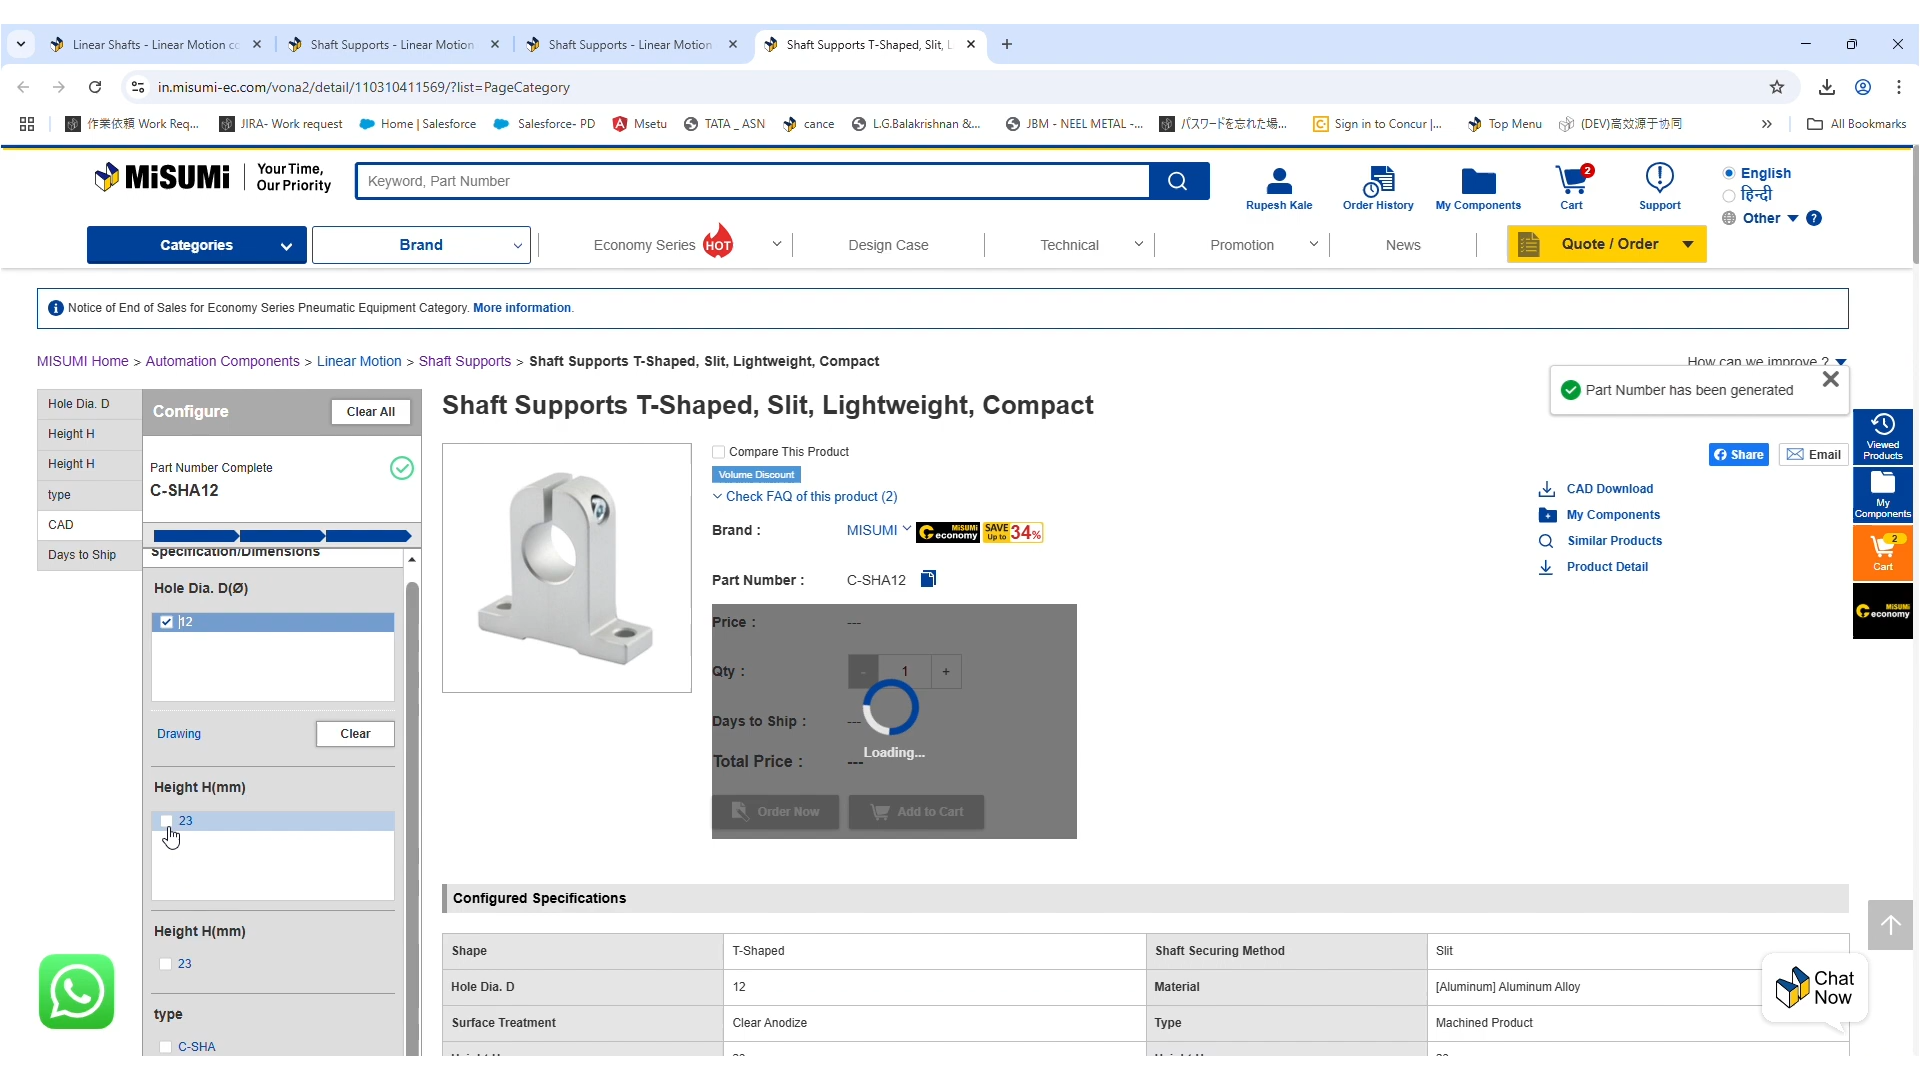 Linear Shafts - Linear Motion co
Shaft Supports - Linear Motion
Shaft Supports - Linear Motion
Shaft Supports T-Shaped, Slit, L
in.misumi-ec.com/vona2/detail/110310411569/?list=PageCategory
作業依頼 Work Req...
JIRA- Work request
Home | Salesforce
Salesforce- PD
Msetu
TATA _ ASN
cance
L.G.Balakrishnan &...
JBM - NEEL METAL -...
パスワードを忘れた場...
Sign in to Concur |...
Top Menu
(DEV)高效源于协同
»
All Bookmarks
MiSUMi
Your Time,
Our Priority
Keyword, Part Number
Rupesh Kale
Order History
My Components
2
Cart
Support
English
हिन्दी
Other
?
Categories
Brand
Economy Series
HOT
Design Case
Technical
Promotion
News
Quote / Order
Notice of End of Sales for Economy Series Pneumatic Equipment Category. More information.
MISUMI Home > Automation Components > Linear Motion > Shaft Supports > Shaft Supports T-Shaped, Slit, Lightweight, Compact
How can we improve ?
Part Number has been generated
Hole Dia. D
Height H
Height H
type
CAD
Days to Ship
Configure
Clear All
Part Number Complete
C-SHA12
Specification/Dimensions
Hole Dia. D(Ø)
12
Drawing
Clear
Height H(mm)
23
Height H(mm)
23
type
C-SHA
Shaft Supports T-Shaped, Slit, Lightweight, Compact
Compare This Product
Volume Discount
Check FAQ of this product (2)
Brand :
MISUMI
MiSUMi
economy
SAVE
Up to
34%
Part Number :
C-SHA12
Price :
---
Qty :
-
1
+
Days to Ship :
---
Loading...
Total Price :
---
Order Now
Add to Cart
Share
Email
CAD Download
My Components
Similar Products
Product Detail
Viewed
Products
My
Components
2
Cart
MiSUMi
economy
Configured Specifications
Shape
T-Shaped
Shaft Securing Method
Slit
Hole Dia. D
12
Material
[Aluminum] Aluminum Alloy
Surface Treatment
Clear Anodize
Type
Machined Product
Chat
Now